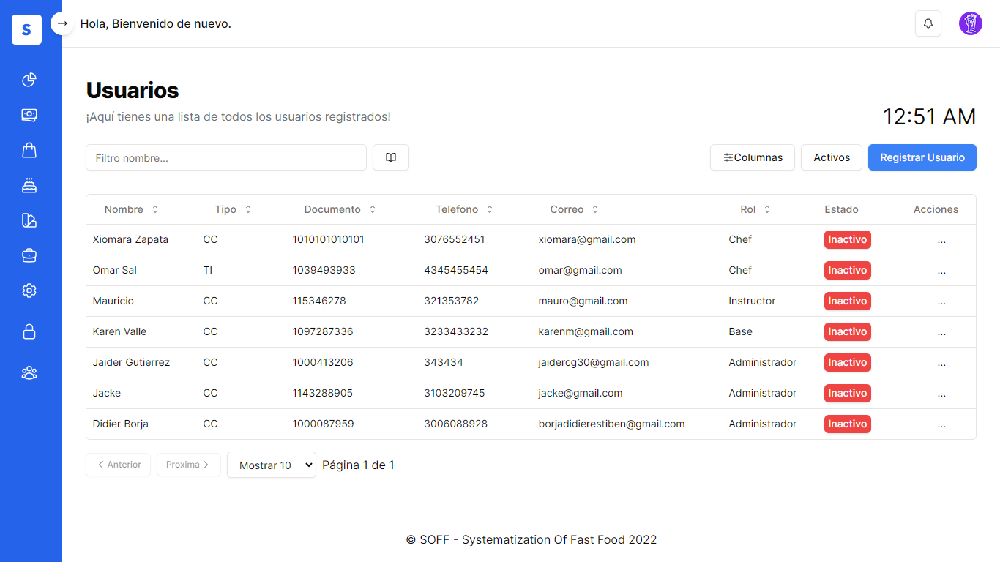 S
Hola, Bienvenido de nuevo.
Usuarios
¡Aquí tienes una lista de todos los usuarios registrados!
12:51 AM
Filtro nombre...
Columnas
Activos
Registrar Usuario
Nombre Tipo Documento Telefono Correo Rol Estado Acciones
Xiomara Zapata CC 1010101010101 3076552451 xiomara@gmail.com Chef Inactivo ...
Omar Sal TI 1039493933 4345455454 omar@gmail.com Chef Inactivo ...
Mauricio CC 115346278 321353782 mauro@gmail.com Instructor Inactivo ...
Karen Valle CC 1097287336 3233433232 karenm@gmail.com Base Inactivo ...
Jaider Gutierrez CC 1000413206 343434 jaidercg30@gmail.com Administrador Inactivo ...
Jacke CC 1143288905 3103209745 jacke@gmail.com Administrador Inactivo ...
Didier Borja CC 1000087959 3006088928 borjadidierestiben@gmail.com Administrador Inactivo ...
Anterior Proxima Mostrar 10 Página 1 de 1
© SOFF - Systematization Of Fast Food 2022